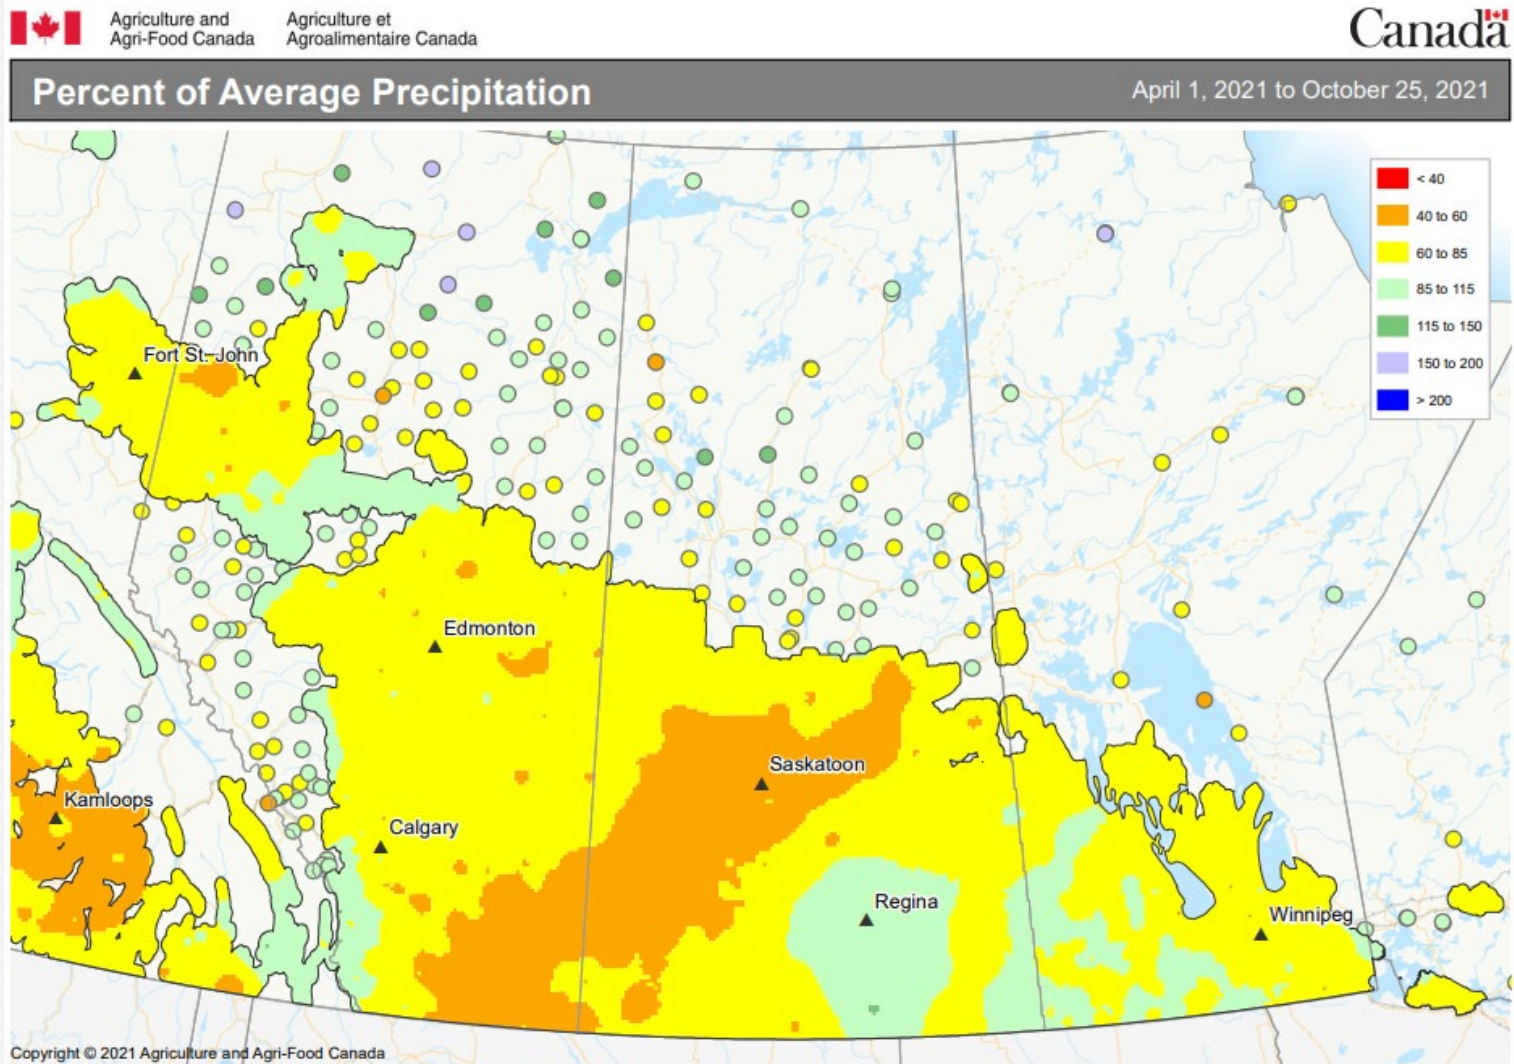 Agriculture and
Agri-Food Canada
Agriculture et
Agroalimentaire Canada
Canada
Percent of Average Precipitation
April 1, 2021 to October 25, 2021
< 40
40 to 60
60 to 85
85 to 115
115 to 150
150 to 200
> 200
Fort St. John
Edmonton
Saskatoon
Kamloops
Calgary
Regina
Winnipeg
Copyright © 2021 Agriculture and Agri-Food Canada